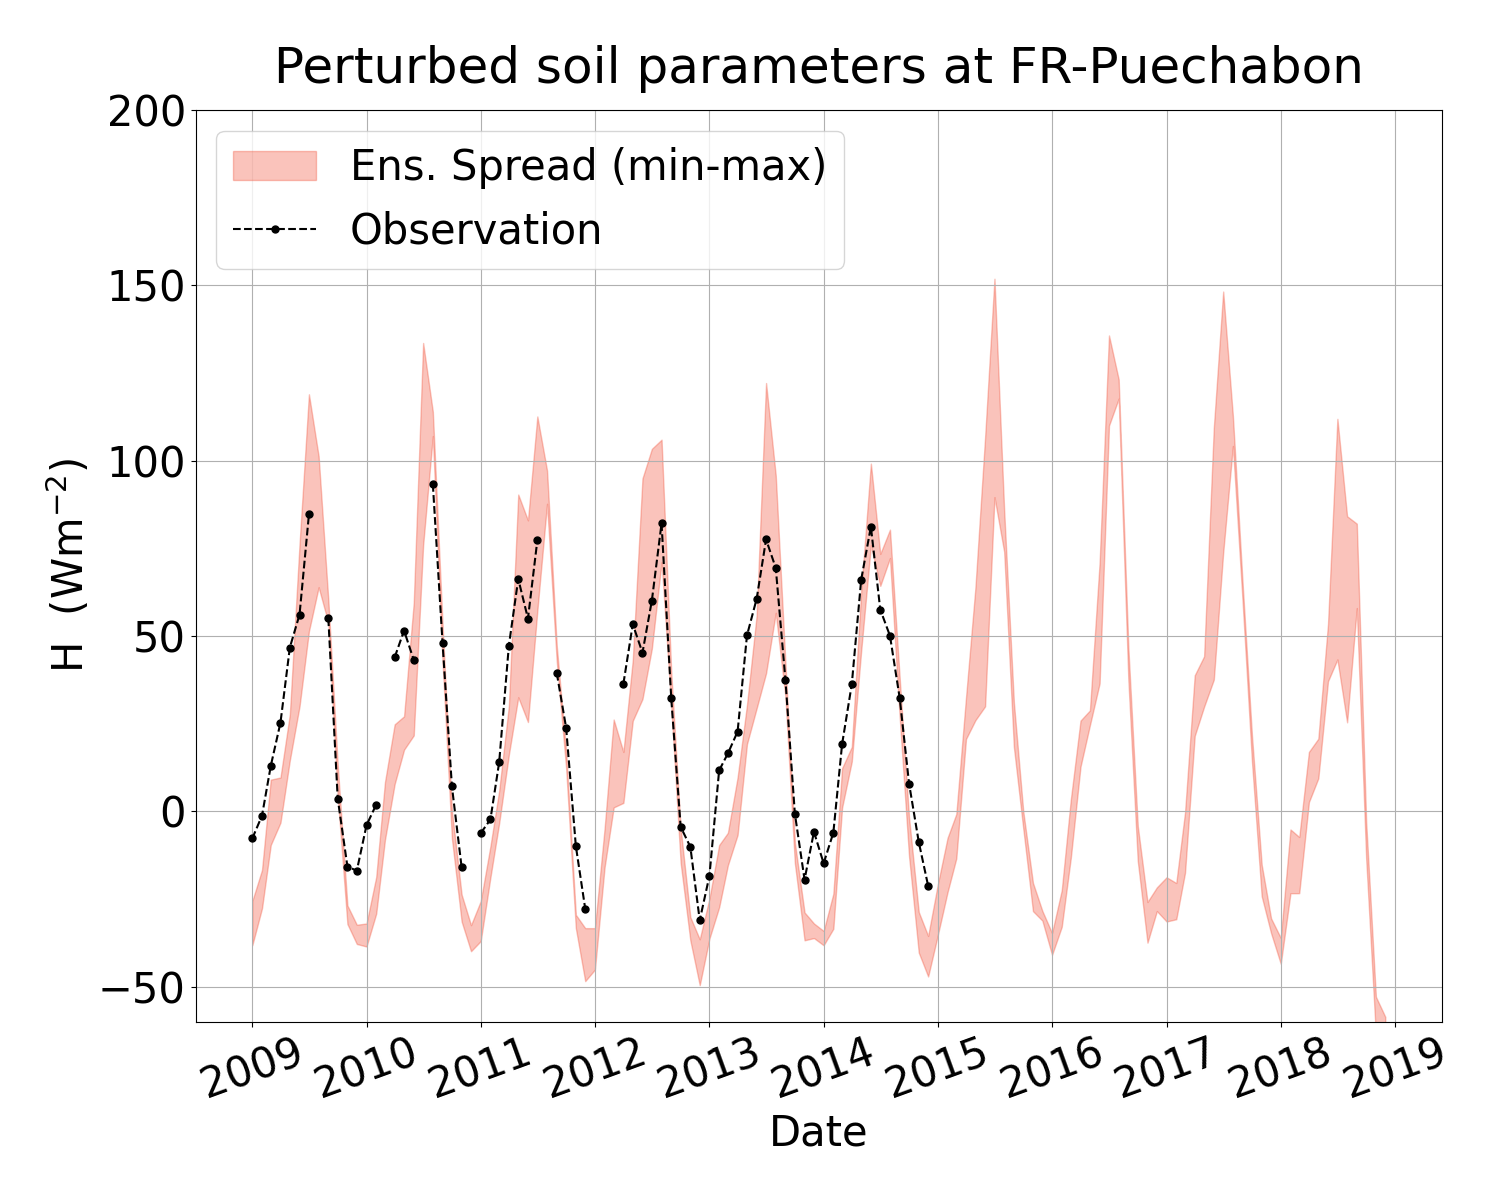 Perturbed soil parameters at FR-Puechabon
200
150
100
50
0
−50
H (Wm⁻²)
Ens. Spread (min-max)
Observation
2009 2010 2011 2012 2013 2014 2015 2016 2017 2018 2019
Date